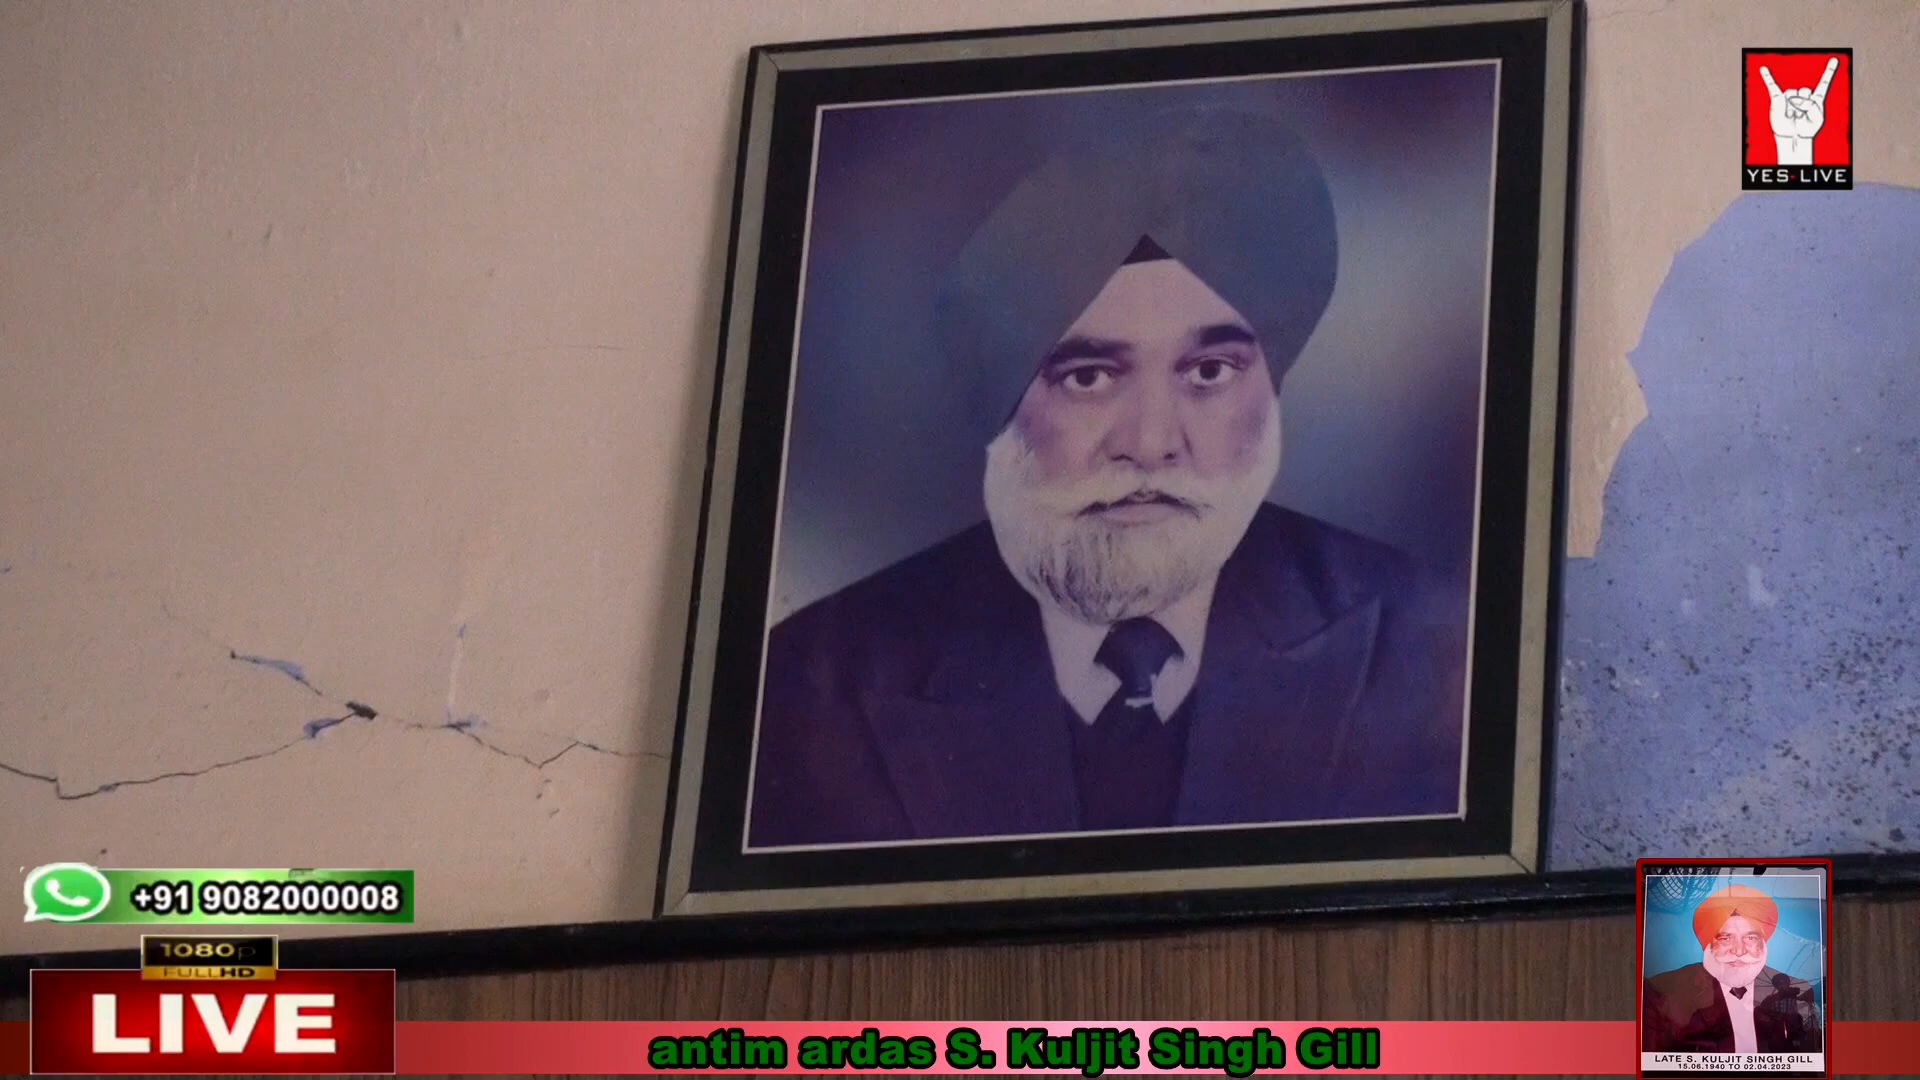 YES LIVE
+91 9082000008
1080p
FULL HD
LIVE
antim ardas S. Kuljit Singh Gill
LATE S. KULJIT SINGH GILL
15.06.1940 TO 02.04.2023